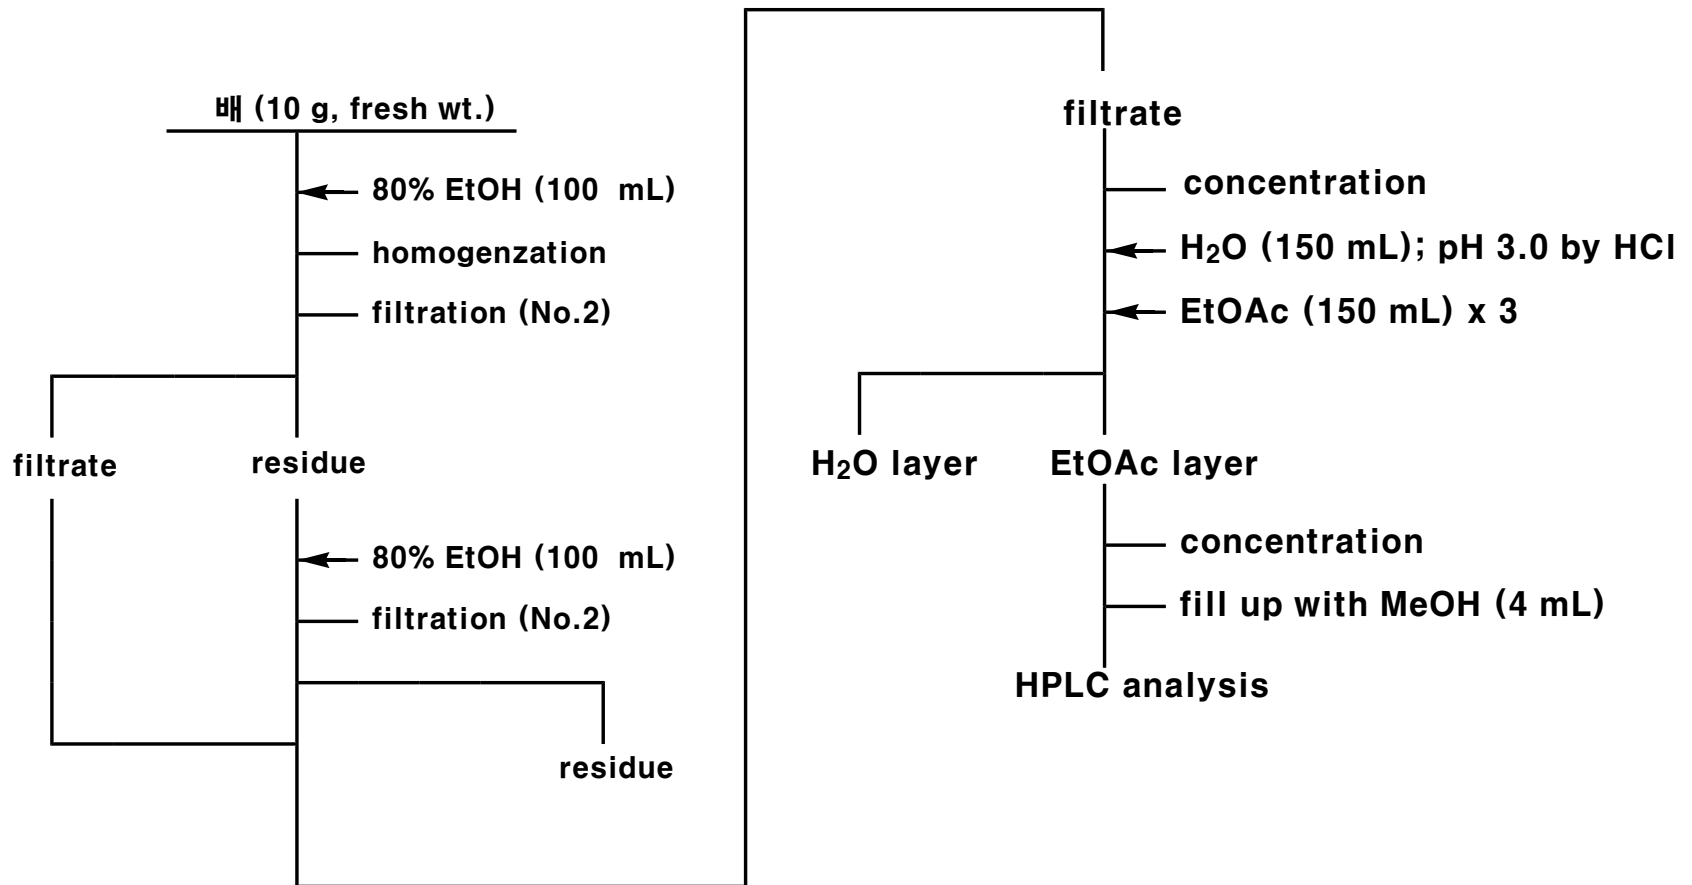 배 (10 g, fresh wt.)
80% EtOH (100 mL)
homogenzation
filtration (No.2)
filtrate
residue
80% EtOH (100 mL)
filtration (No.2)
residue
filtrate
concentration
H₂O (150 mL); pH 3.0 by HCl
EtOAc (150 mL) x 3
H₂O layer
EtOAc layer
concentration
fill up with MeOH (4 mL)
HPLC analysis